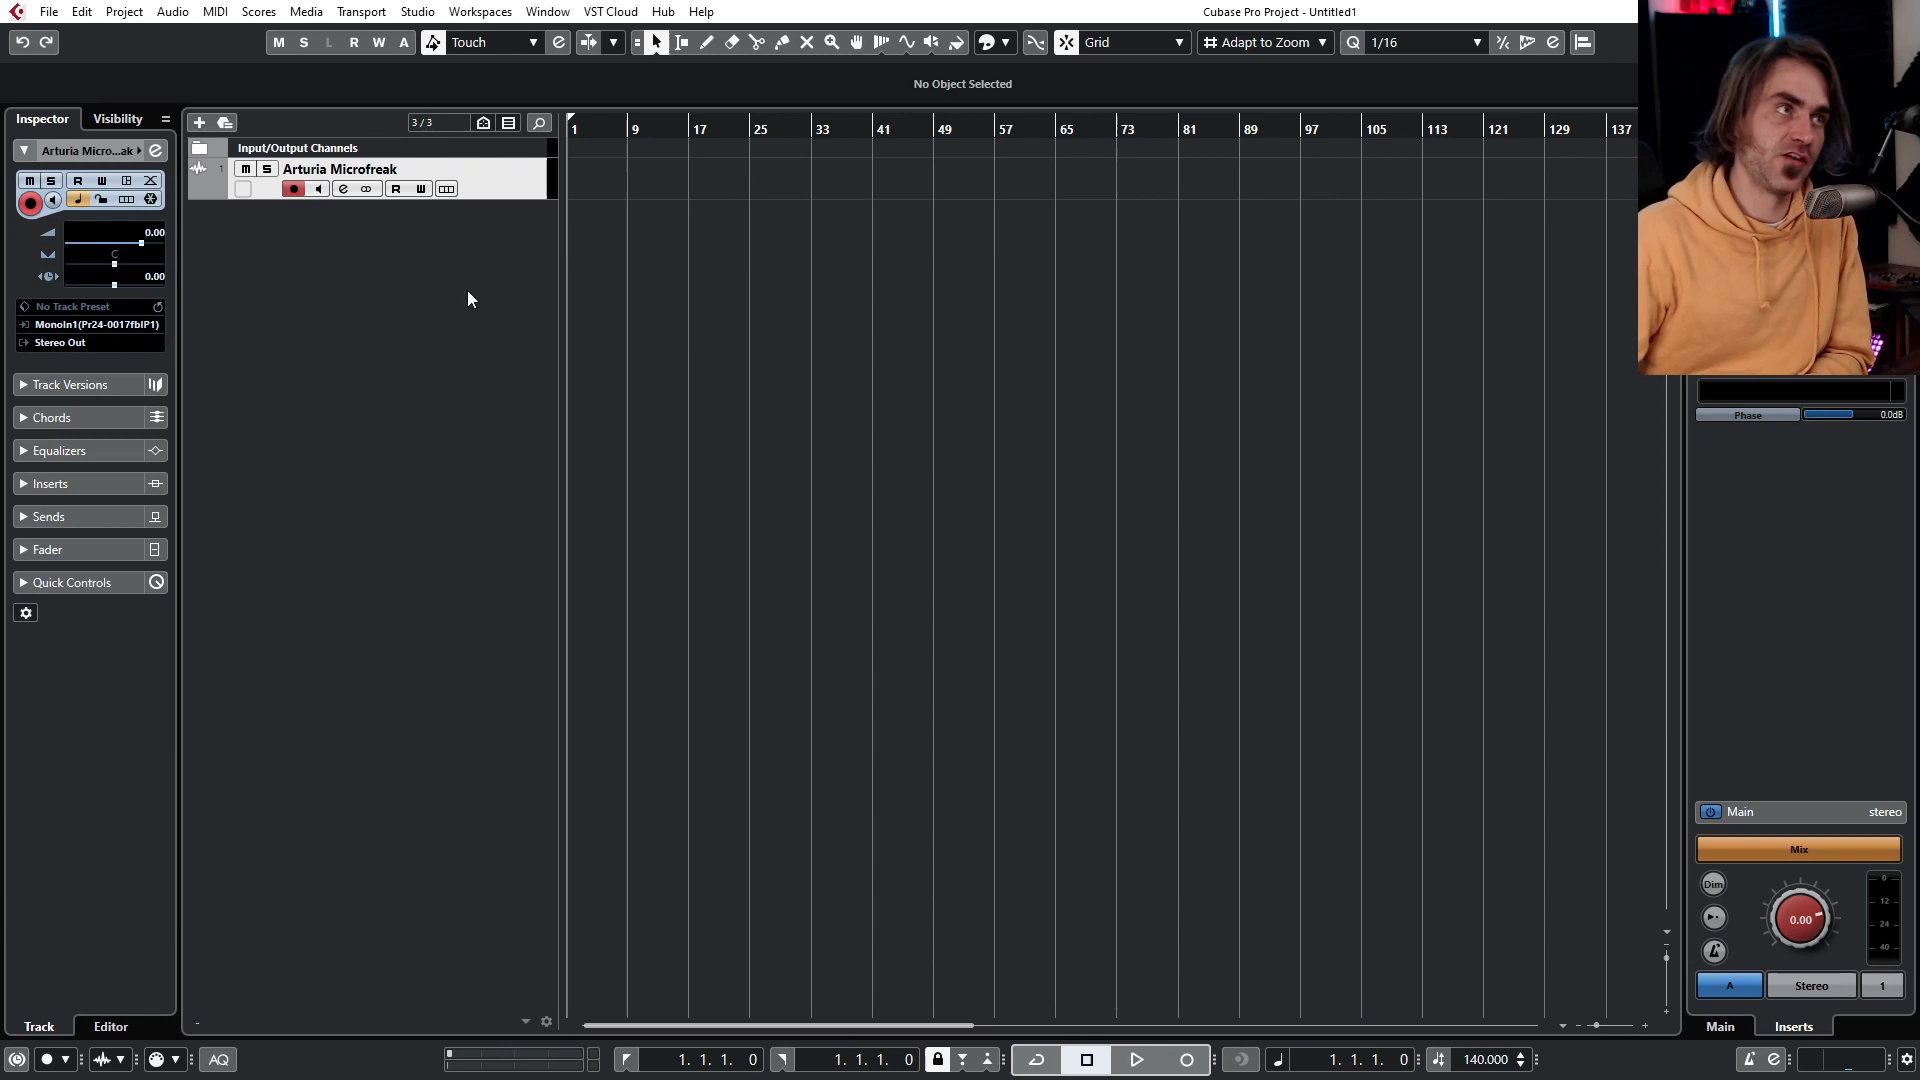 File Edit Project Audio MIDI Scores Media Transport Studio Workspaces Window VST Cloud Hub Help
Cubase Pro Project - Untitled1
M S L R W A Touch Grid Adapt to Zoom Q 1/16
No Object Selected
Inspector Visibility
3 / 3
1 9 17 25 33 41 49 57 65 73 81 89 97 105 113 121 129 137
Arturia Micro...ak
Input/Output Channels
1 M S Arturia Microfreak
M S R W
R W
0.00
C
0.00
No Track Preset
MonoIn1(Pr24-0017fbIP1)
Stereo Out
Track Versions
Chords
Equalizers
Inserts
Sends
Fader
Quick Controls
Phase 0.0dB
Main stereo
Mix
Dim
0.00
0
12
24
40
A Stereo 1
Track Editor
Main Inserts
AQ
1. 1. 1. 0
1. 1. 1. 0
1. 1. 1. 0
140.000